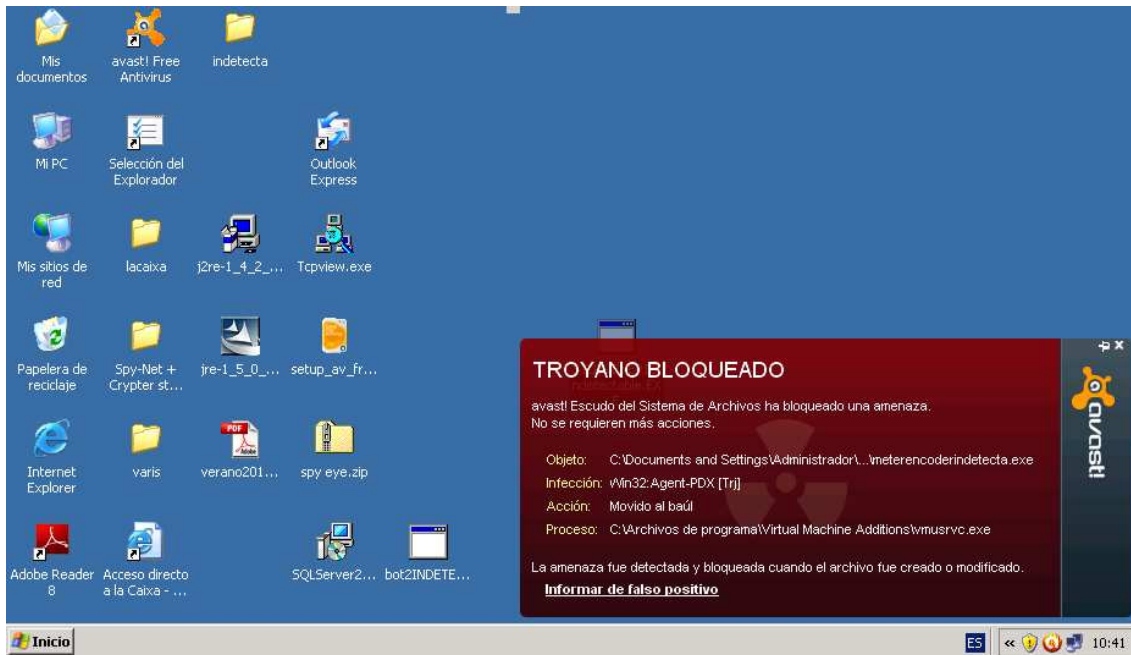 Mis documentos
avast! Free Antivirus
indetecta
Mi PC
Selección del Explorador
Outlook Express
Mis sitios de red
lacaixa
j2re-1_4_2_...
Tcpview.exe
Papelera de reciclaje
Spy-Net + Crypter st...
jre-1_5_0_...
setup_av_fr...
Internet Explorer
varis
verano201...
spy eye.zip
Adobe Reader 8
Acceso directo a la Caixa - ...
SQLServer2...
bot2INDETE...
TROYANO BLOQUEADO
avast! Escudo del Sistema de Archivos ha bloqueado una amenaza.
No se requieren más acciones.
Objeto: C:\Documents and Settings\Administrador\...\meterencoderindetecta.exe
Infección: Win32:Agent-PDX [Trj]
Acción: Movido al baúl
Proceso: C:\Archivos de programa\Virtual Machine Additions\vmusrvc.exe
La amenaza fue detectada y bloqueada cuando el archivo fue creado o modificado.
Informar de falso positivo
avast!
Inicio
ES
«
10:41